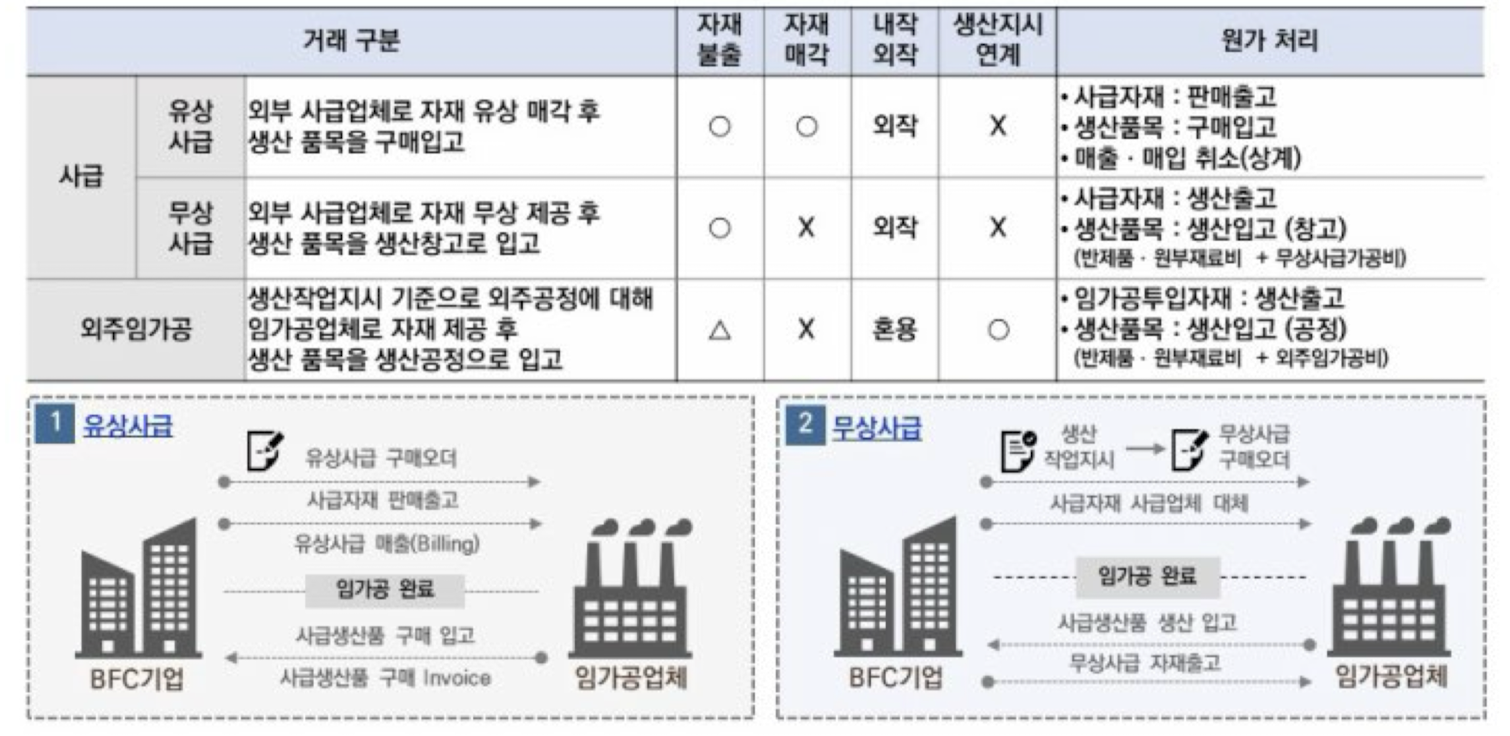 거래 구분
자재
불출
자재
매각
내작
외작
생산지시
연계
원가 처리
사급
유상
사급
외부 사급업체로 자재 유상 매각 후
생산 품목을 구매입고
○
○
외작
X
• 사급자재 : 판매출고
• 생산품목 : 구매입고
• 매출 · 매입 취소(상계)
무상
사급
외부 사급업체로 자재 무상 제공 후
생산 품목을 생산창고로 입고
○
X
외작
X
• 사급자재 : 생산출고
• 생산품목 : 생산입고 (창고)
(반제품 · 원부재료비 + 무상사급가공비)
외주임가공
생산작업지시 기준으로 외주공정에 대해
임가공업체로 자재 제공 후
생산 품목을 생산공정으로 입고
△
X
혼용
○
• 임가공투입자재 : 생산출고
• 생산품목 : 생산입고 (공정)
(반제품 · 원부재료비 + 외주임가공비)
1 유상사급
유상사급 구매오더
사급자재 판매출고
유상사급 매출(Billing)
임가공 완료
사급생산품 구매 입고
사급생산품 구매 Invoice
BFC기업
임가공업체
2 무상사급
생산
작업지시
무상사급
구매오더
사급자재 사급업체 대체
임가공 완료
사급생산품 생산 입고
무상사급 자재출고
BFC기업
임가공업체